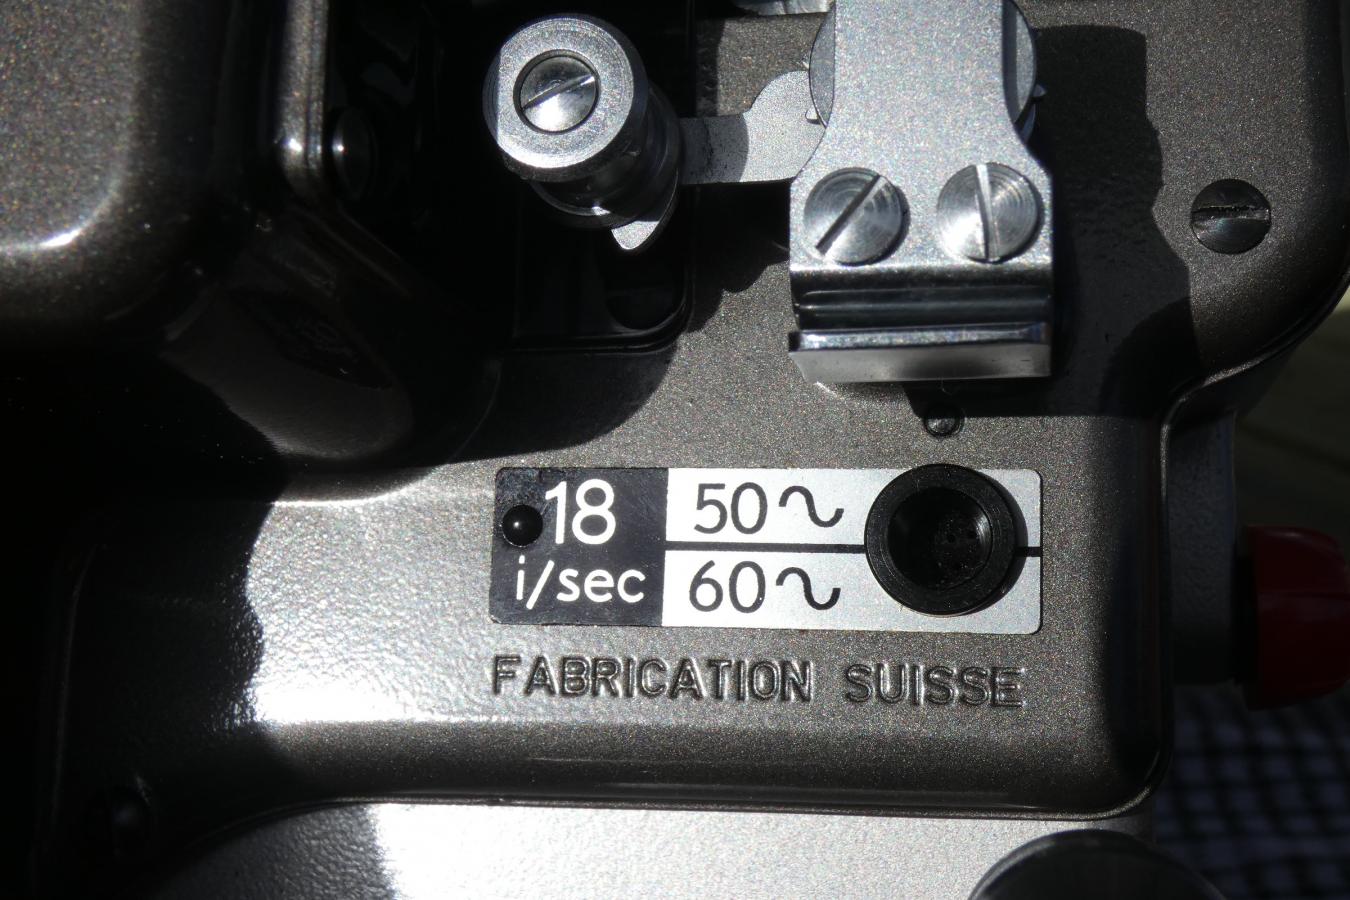 18
i/sec
50∿
60∿
FABRICATION SUISSE